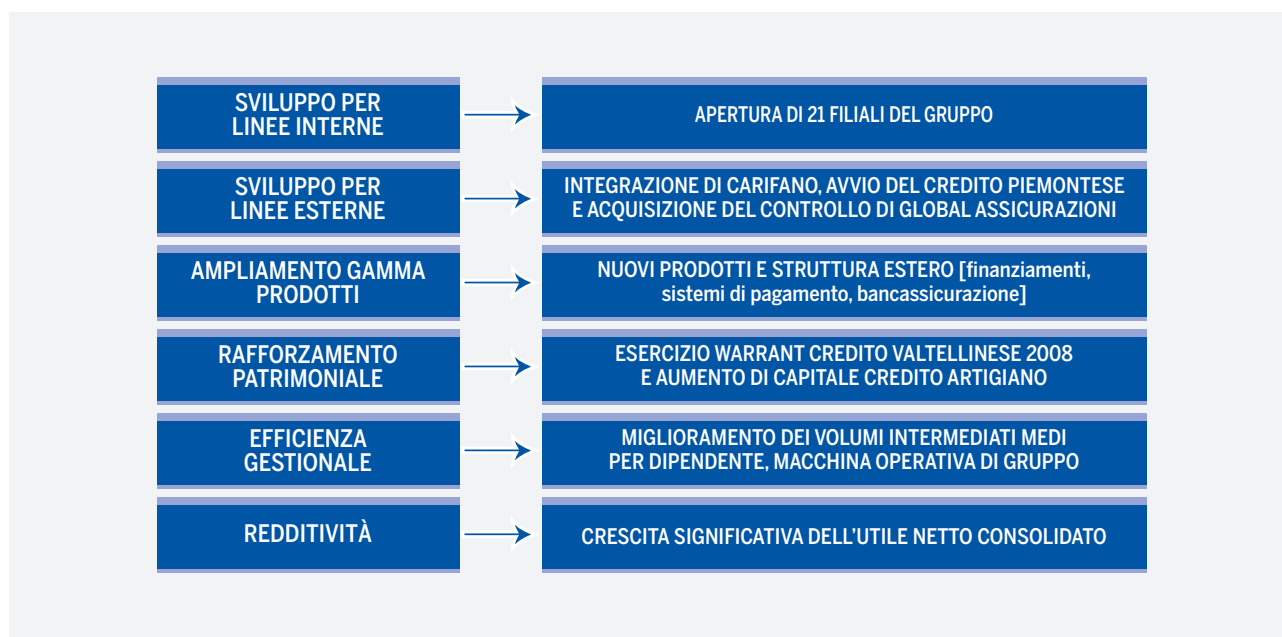 SVILUPPO PER
LINEE INTERNE
APERTURA DI 21 FILIALI DEL GRUPPO
SVILUPPO PER
LINEE ESTERNE
INTEGRAZIONE DI CARIFANO, AVVIO DEL CREDITO PIEMONTESE
E ACQUISIZIONE DEL CONTROLLO DI GLOBAL ASSICURAZIONI
AMPLIAMENTO GAMMA
PRODOTTI
NUOVI PRODOTTI E STRUTTURA ESTERO [finanziamenti,
sistemi di pagamento, bancassicurazione]
RAFFORZAMENTO
PATRIMONIALE
ESERCIZIO WARRANT CREDITO VALTELLINESE 2008
E AUMENTO DI CAPITALE CREDITO ARTIGIANO
EFFICIENZA
GESTIONALE
MIGLIORAMENTO DEI VOLUMI INTERMEDIATI MEDI
PER DIPENDENTE, MACCHINA OPERATIVA DI GRUPPO
REDDITIVITÀ
CRESCITA SIGNIFICATIVA DELL'UTILE NETTO CONSOLIDATO